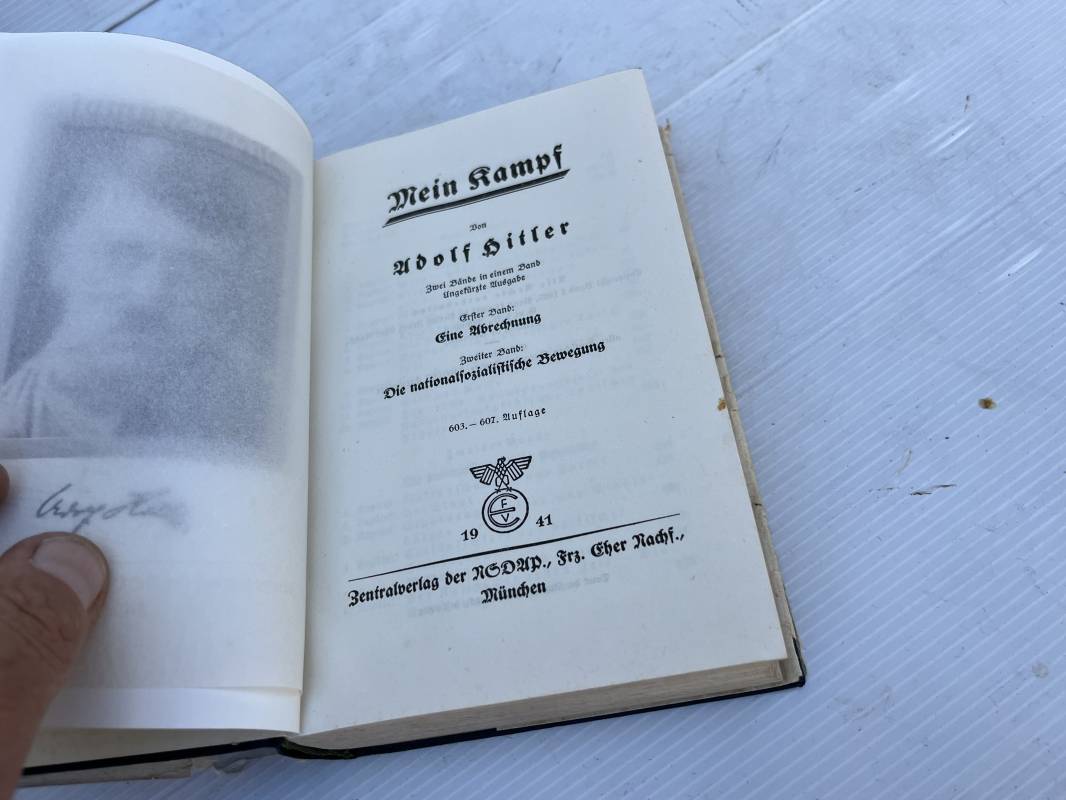 Mein Kampf
Von
Adolf Hitler
Zwei Bände in einem Band
Ungekürzte Ausgabe
Erster Band:
Eine Abrechnung
Zweiter Band:
Die nationalsozialistische Bewegung
603.–607. Auflage
F
E
V
19 41
Zentralverlag der NSDAP., Frz. Eher Nachf.,
München